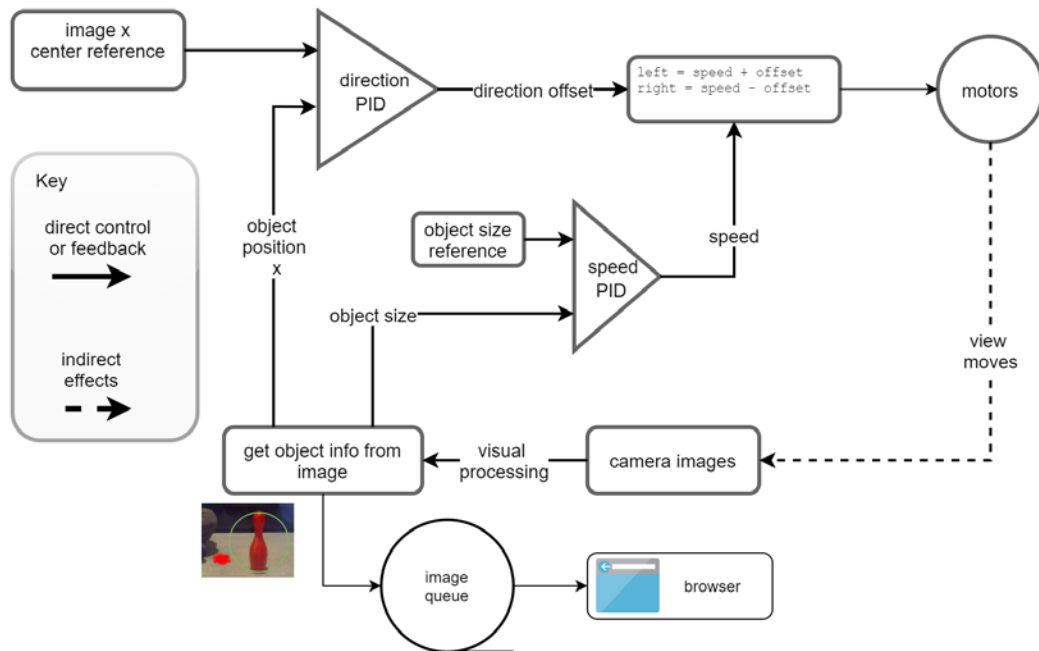 image x
center reference
direction
PID
direction offset
left = speed + offset
right = speed - offset
motors
Key
direct control
or feedback
indirect
effects
object
position
x
object size
reference
speed
PID
speed
object size
view
moves
get object info from
image
visual
processing
camera images
image
queue
browser